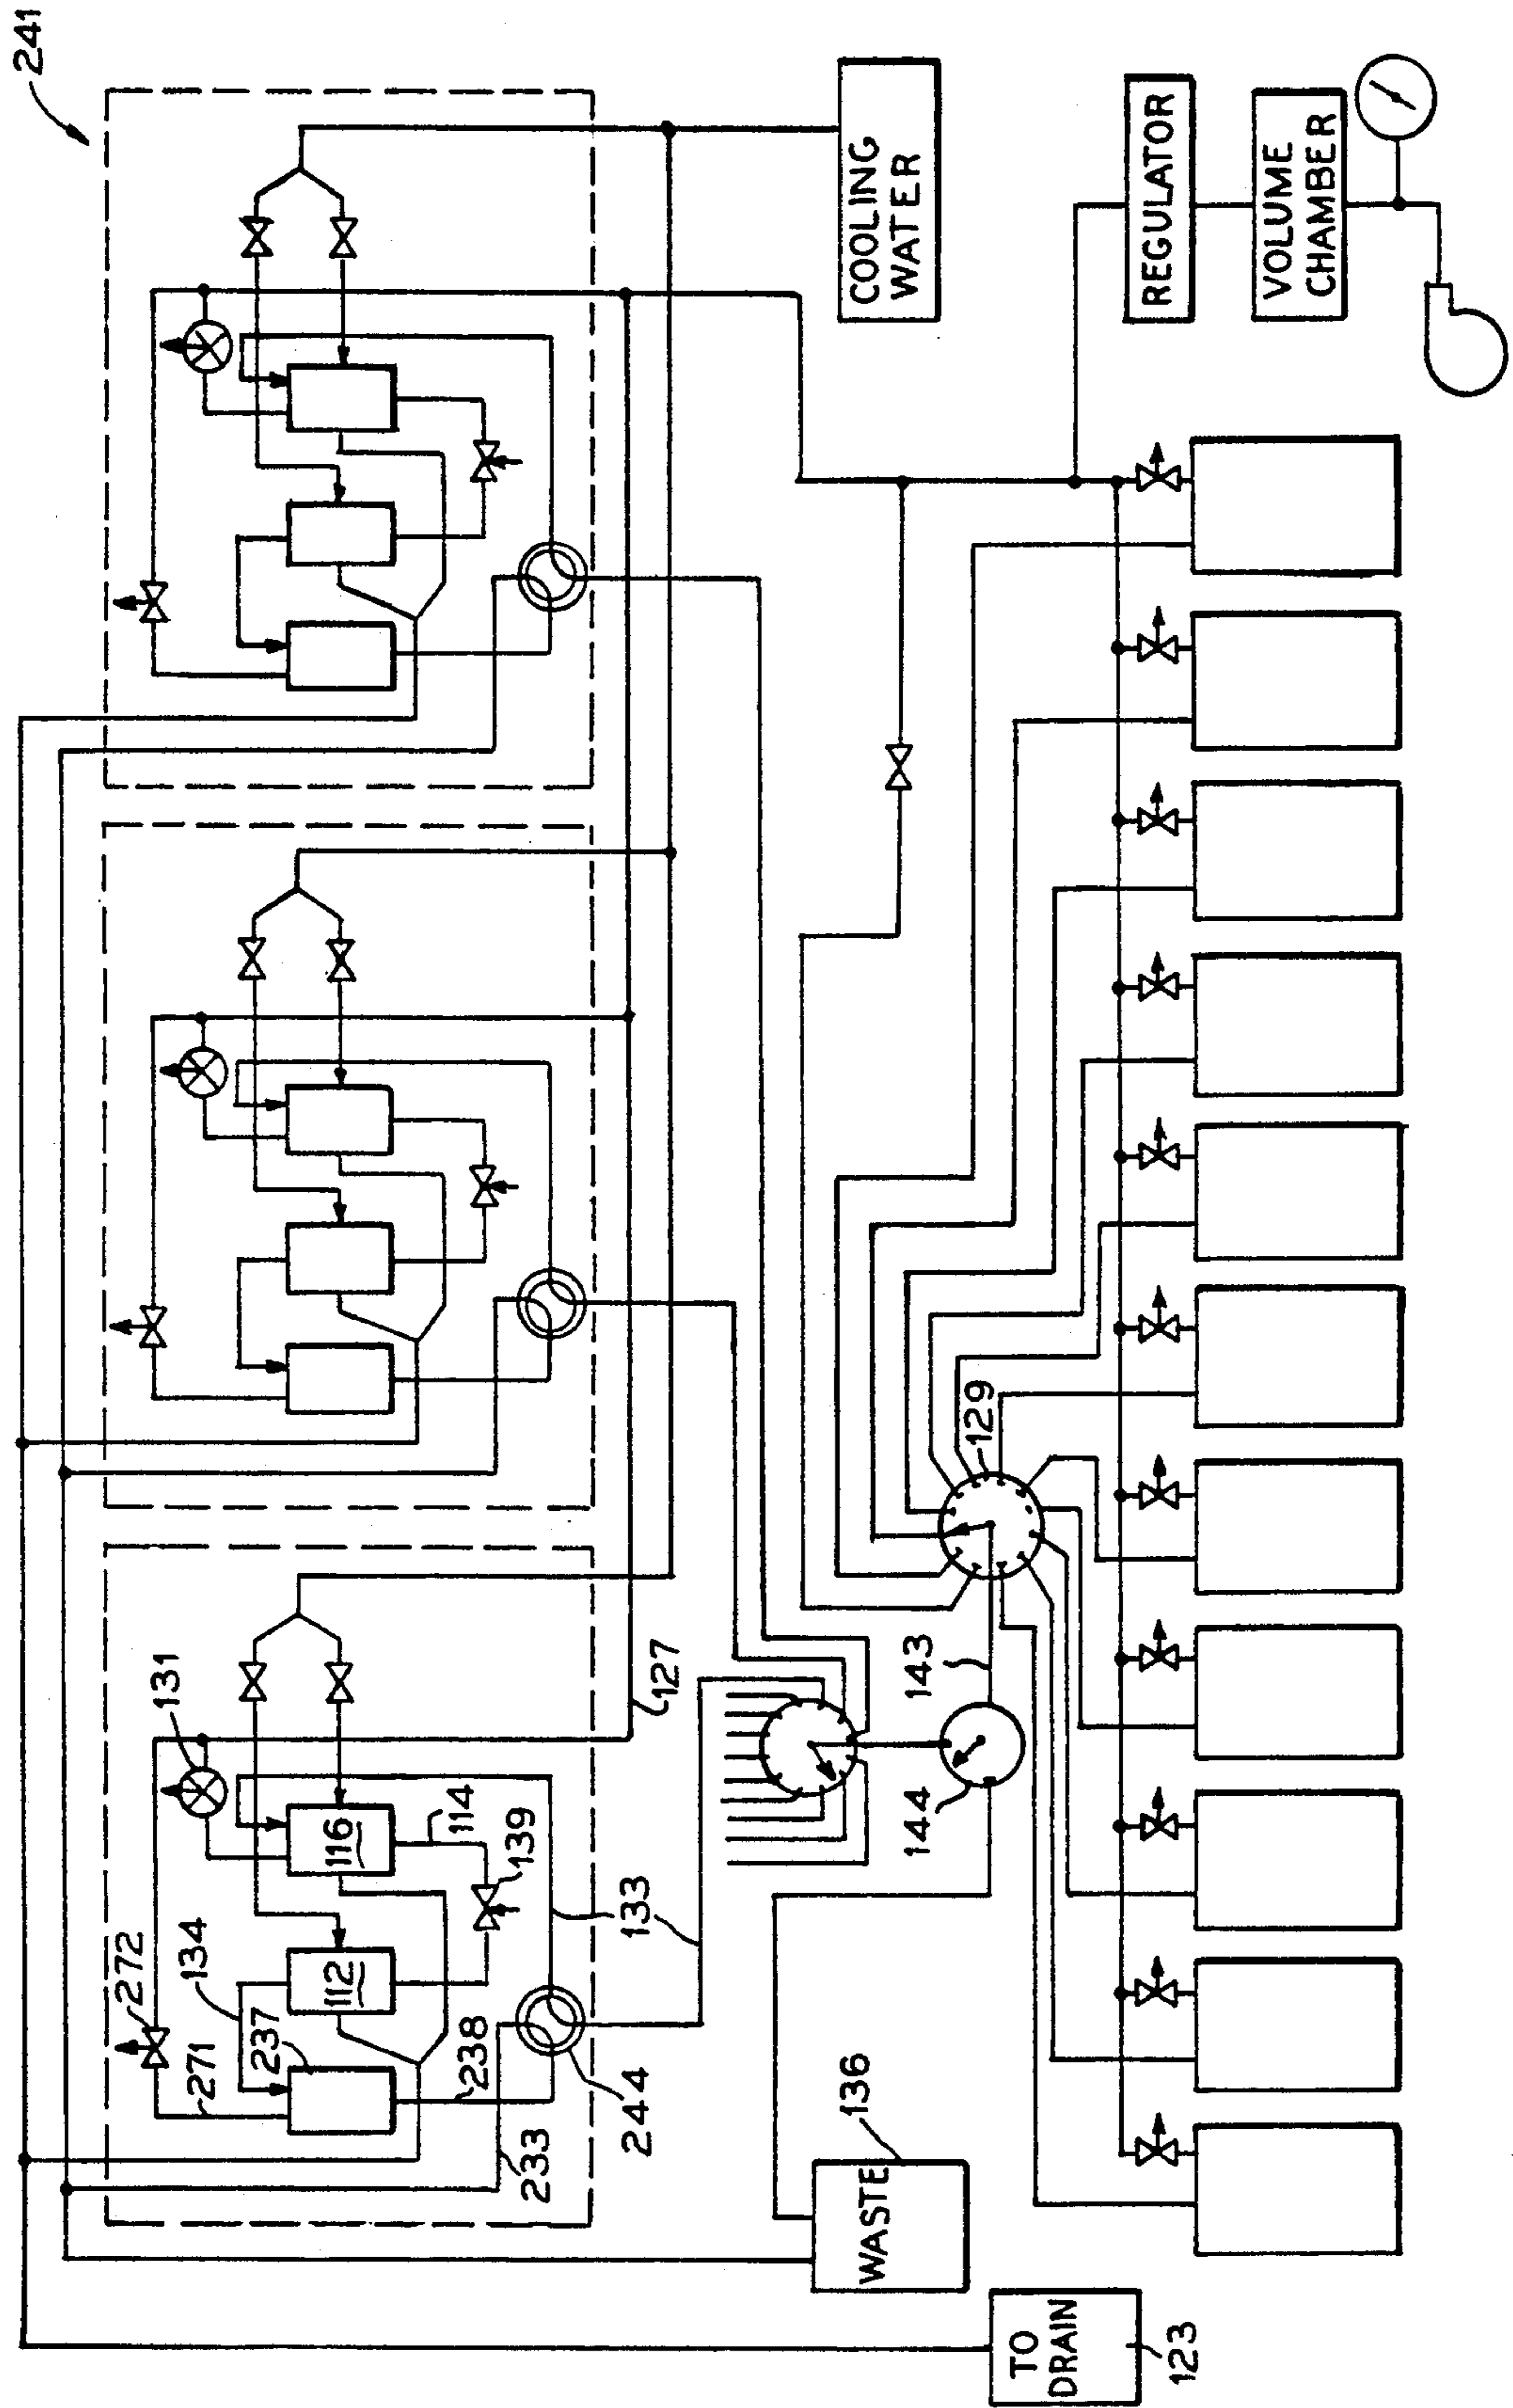 241
131
272
134
237
271
116
114
112
139
238
233
244
133
127
COOLING
WATER
REGULATOR
VOLUME
CHAMBER
129
143
144
WASTE
136
TO
DRAIN
123